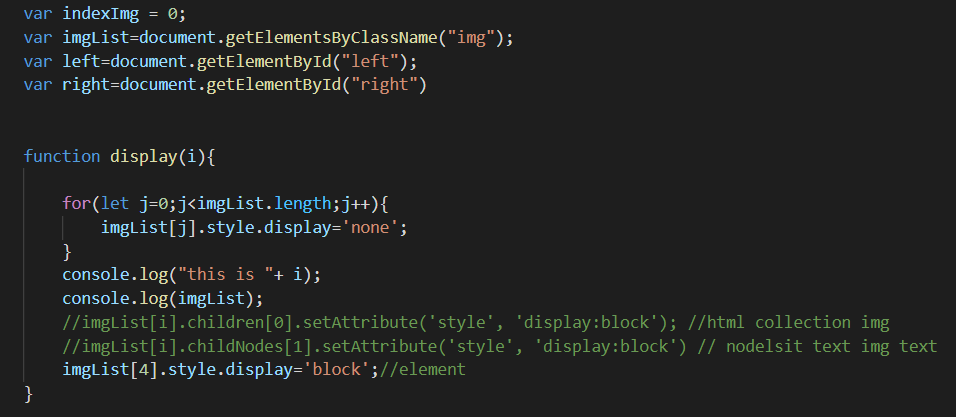 var indexImg = 0;
var imgList=document.getElementsByClassName("img");
var left=document.getElementById("left");
var right=document.getElementById("right")
function display(i){
for(let j=0;j<imgList.length;j++){
imgList[j].style.display='none';
}
console.log("this is "+ i);
console.log(imgList);
//imgList[i].children[0].setAttribute('style', 'display:block'); //html collection img
//imgList[i].childNodes[1].setAttribute('style', 'display:block') // nodelsit text img text
imgList[4].style.display='block';//element
}